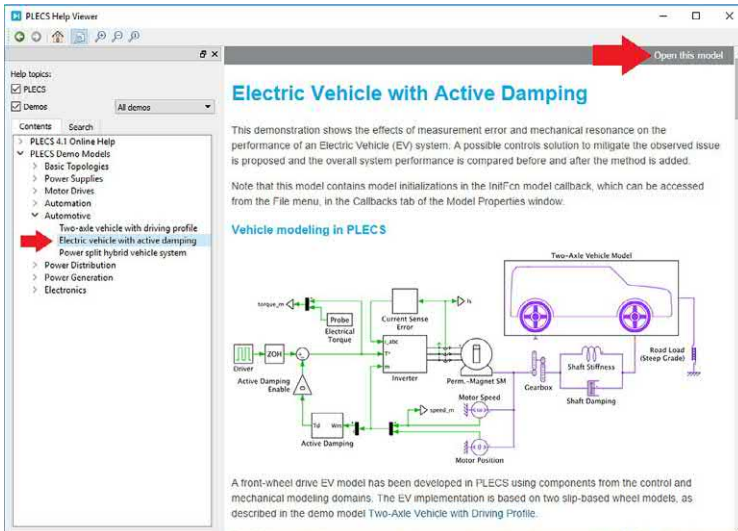 PLECS Help Viewer
Help topics:
PLECS
Demos
All demos
Contents
Search
PLECS 4.1 Online Help
PLECS Demo Models
Basic Topologies
Power Supplies
Motor Drives
Automation
Automotive
Two-axle vehicle with driving profile
Electric vehicle with active damping
Power split hybrid vehicle system
Power Distribution
Power Generation
Electronics
Open this model
Electric Vehicle with Active Damping
This demonstration shows the effects of measurement error and mechanical resonance on the
performance of an Electric Vehicle (EV) system. A possible controls solution to mitigate the observed issue
is proposed and the overall system performance is compared before and after the method is added.
Note that this model contains model initializations in the InitFcn model callback, which can be accessed
from the File menu, in the Callbacks tab of the Model Properties window.
Vehicle modeling in PLECS
Two-Axle Vehicle Model
torque_m
Is
Probe
Electrical
Torque
Current Sense
Error
i_abc
T*
m
Inverter
Driver
ZOH
Active Damping
Enable
Perm.-Magnet SM
Gearbox
Shaft Stiffness
Shaft Damping
Road Load
(Steep Grade)
Motor Speed
speed_m
Td
Wm
Active Damping
Motor Position
A front-wheel drive EV model has been developed in PLECS using components from the control and
mechanical modeling domains. The EV implementation is based on two slip-based wheel models, as
described in the demo model Two-Axle Vehicle with Driving Profile.